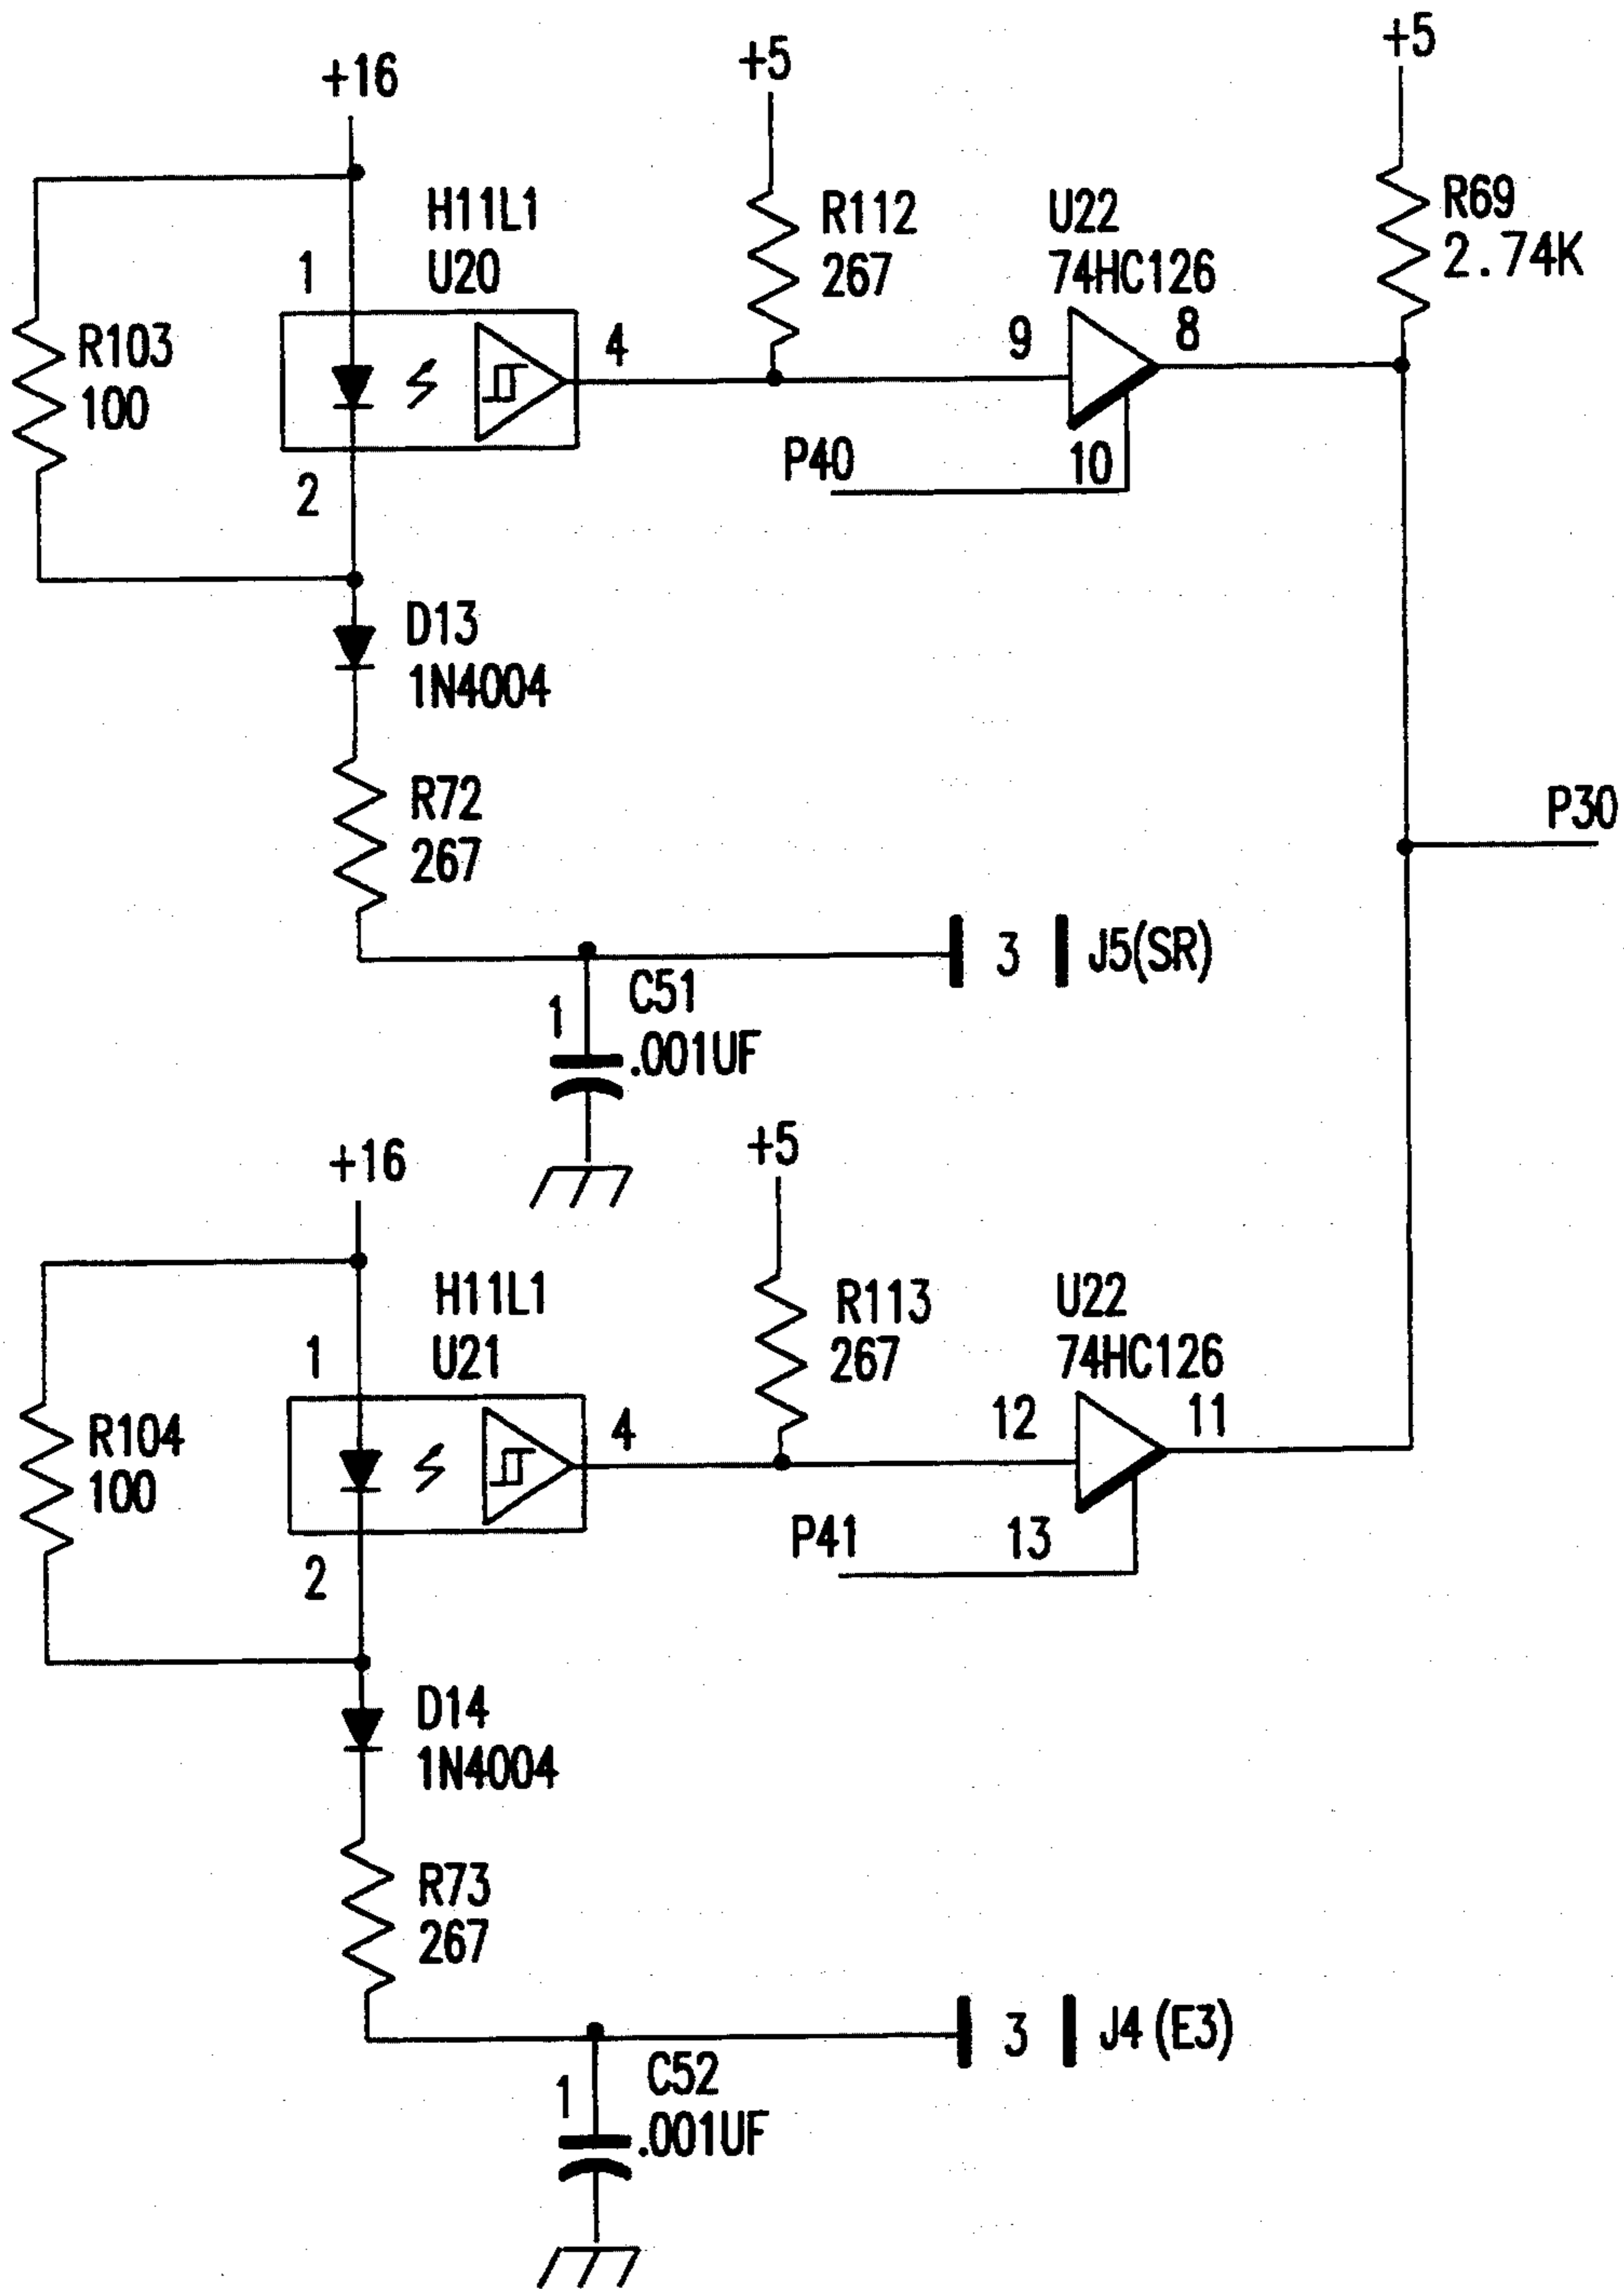 +16
+5
+5
H11L1
U20
1
R103
100
4
2
R112
267
U22
74HC126
9
8
10
P40
R69
2.74K
D13
1N4004
R72
267
P30
3
J5(SR)
1
C51
.001UF
+16
+5
H11L1
U21
1
R104
100
4
2
R113
267
U22
74HC126
12
11
13
P41
D14
1N4004
R73
267
3
J4 (E3)
1
C52
.001UF